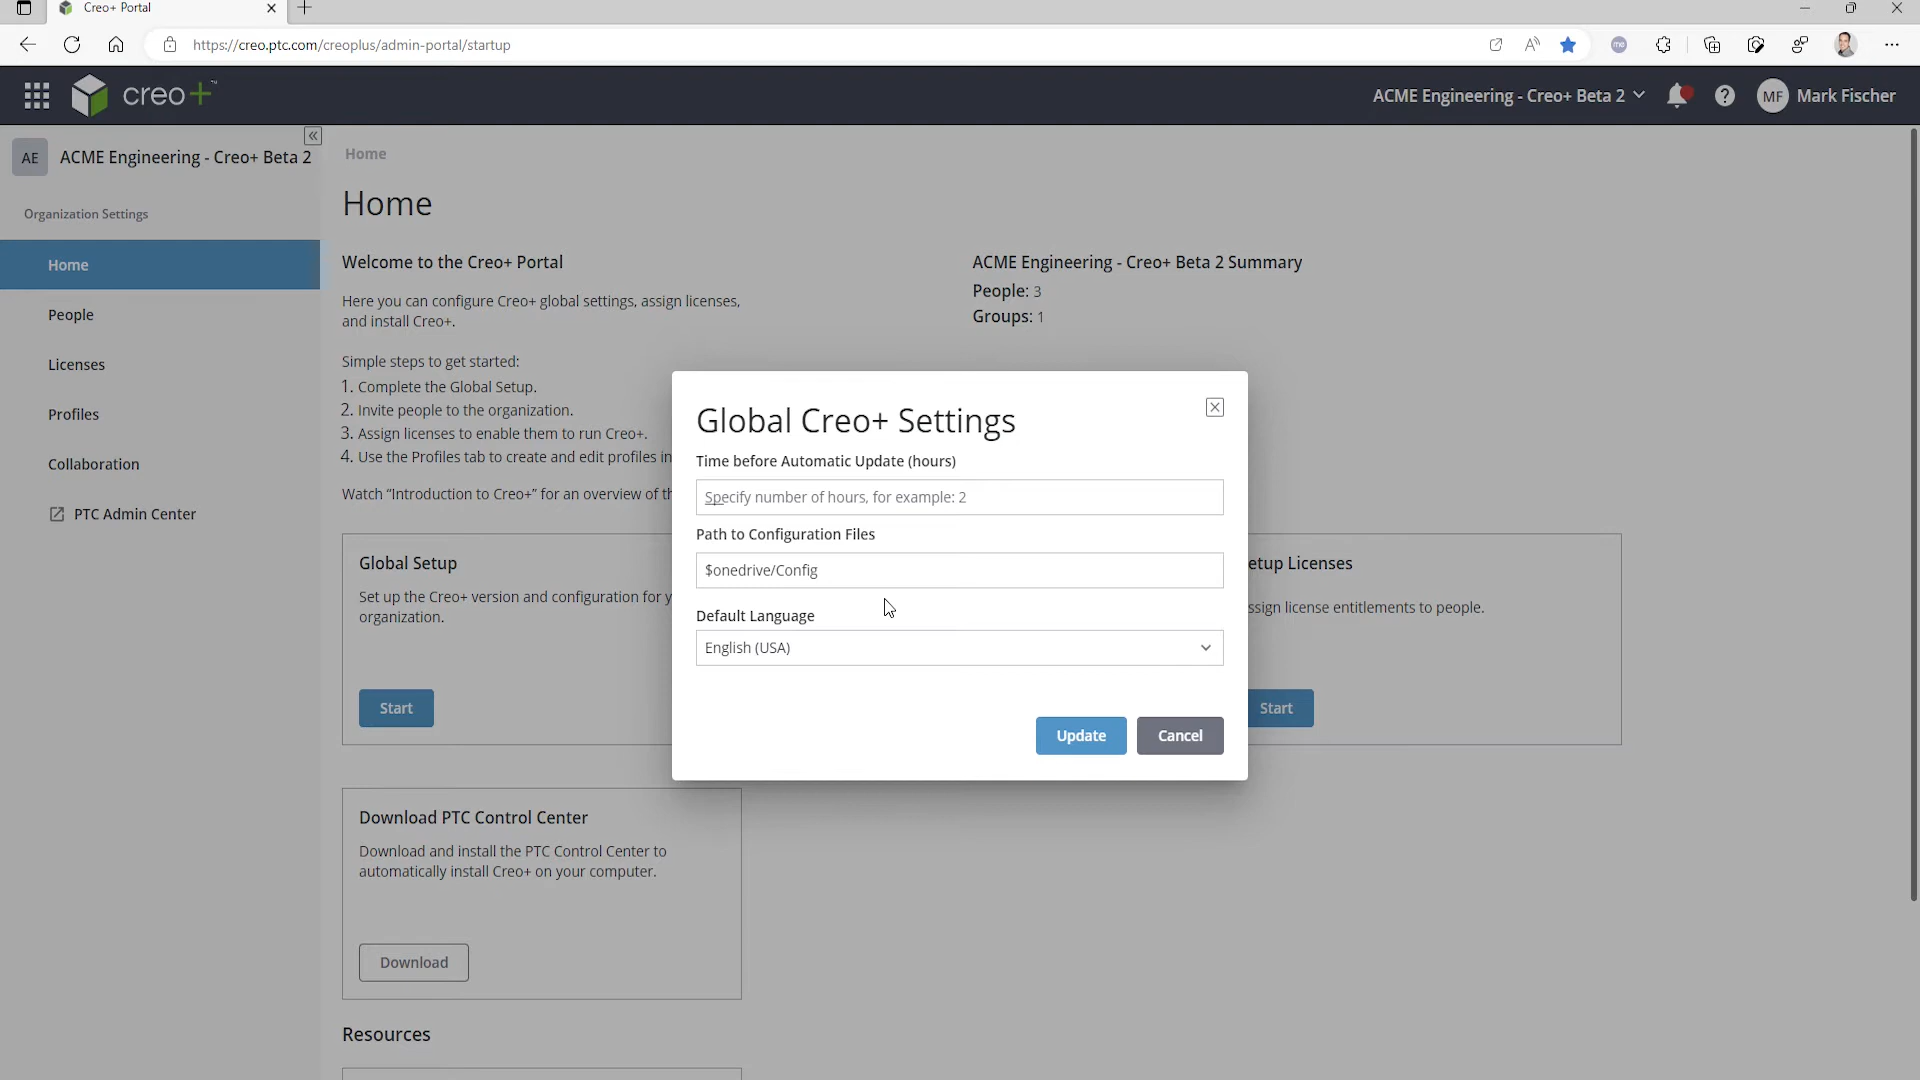 Creo+ Portal
https://creo.ptc.com/creoplus/admin-portal/startup
creo+™
ACME Engineering - Creo+ Beta 2
MF
Mark Fischer
AE
ACME Engineering - Creo+ Beta 2
Organization Settings
Home
People
Licenses
Profiles
Collaboration
PTC Admin Center
Home
Home
Welcome to the Creo+ Portal
Here you can configure Creo+ global settings, assign licenses,
and install Creo+.
Simple steps to get started:
1. Complete the Global Setup.
2. Invite people to the organization.
3. Assign licenses to enable them to run Creo+.
4. Use the Profiles tab to create and edit profiles in
Watch "Introduction to Creo+" for an overview of th
ACME Engineering - Creo+ Beta 2 Summary
People: 3
Groups: 1
Global Setup
Set up the Creo+ version and configuration for y
organization.
Start
etup Licenses
ssign license entitlements to people.
Start
Global Creo+ Settings
Time before Automatic Update (hours)
Specify number of hours, for example: 2
Path to Configuration Files
$onedrive/Config
Default Language
English (USA)
Update
Cancel
Download PTC Control Center
Download and install the PTC Control Center to
automatically install Creo+ on your computer.
Download
Resources